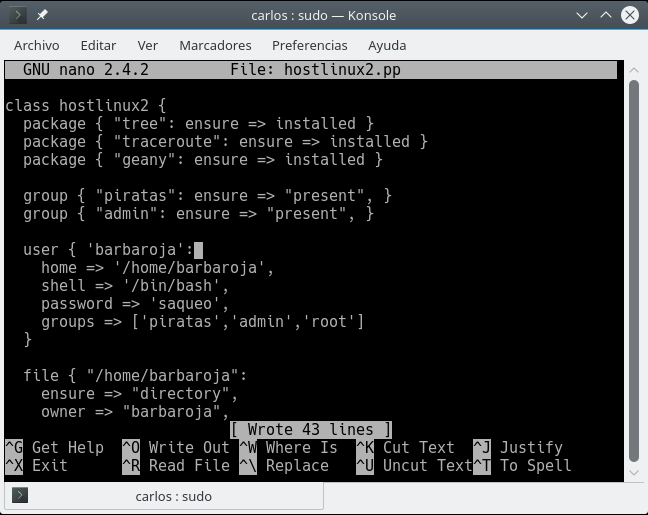 carlos : sudo — Konsole
Archivo Editar Ver Marcadores Preferencias Ayuda
GNU nano 2.4.2 File: hostlinux2.pp
class hostlinux2 {
package { "tree": ensure => installed }
package { "traceroute": ensure => installed }
package { "geany": ensure => installed }
group { "piratas": ensure => "present", }
group { "admin": ensure => "present", }
user { 'barbaroja':
home => '/home/barbaroja',
shell => '/bin/bash',
password => 'saqueo',
groups => ['piratas','admin','root']
}
file { "/home/barbaroja":
ensure => "directory",
owner => "barbaroja",
[ Wrote 43 lines ]
^G Get Help ^O Write Out ^W Where Is ^K Cut Text ^J Justify
^X Exit ^R Read File ^\ Replace ^U Uncut Text ^T To Spell
carlos : sudo